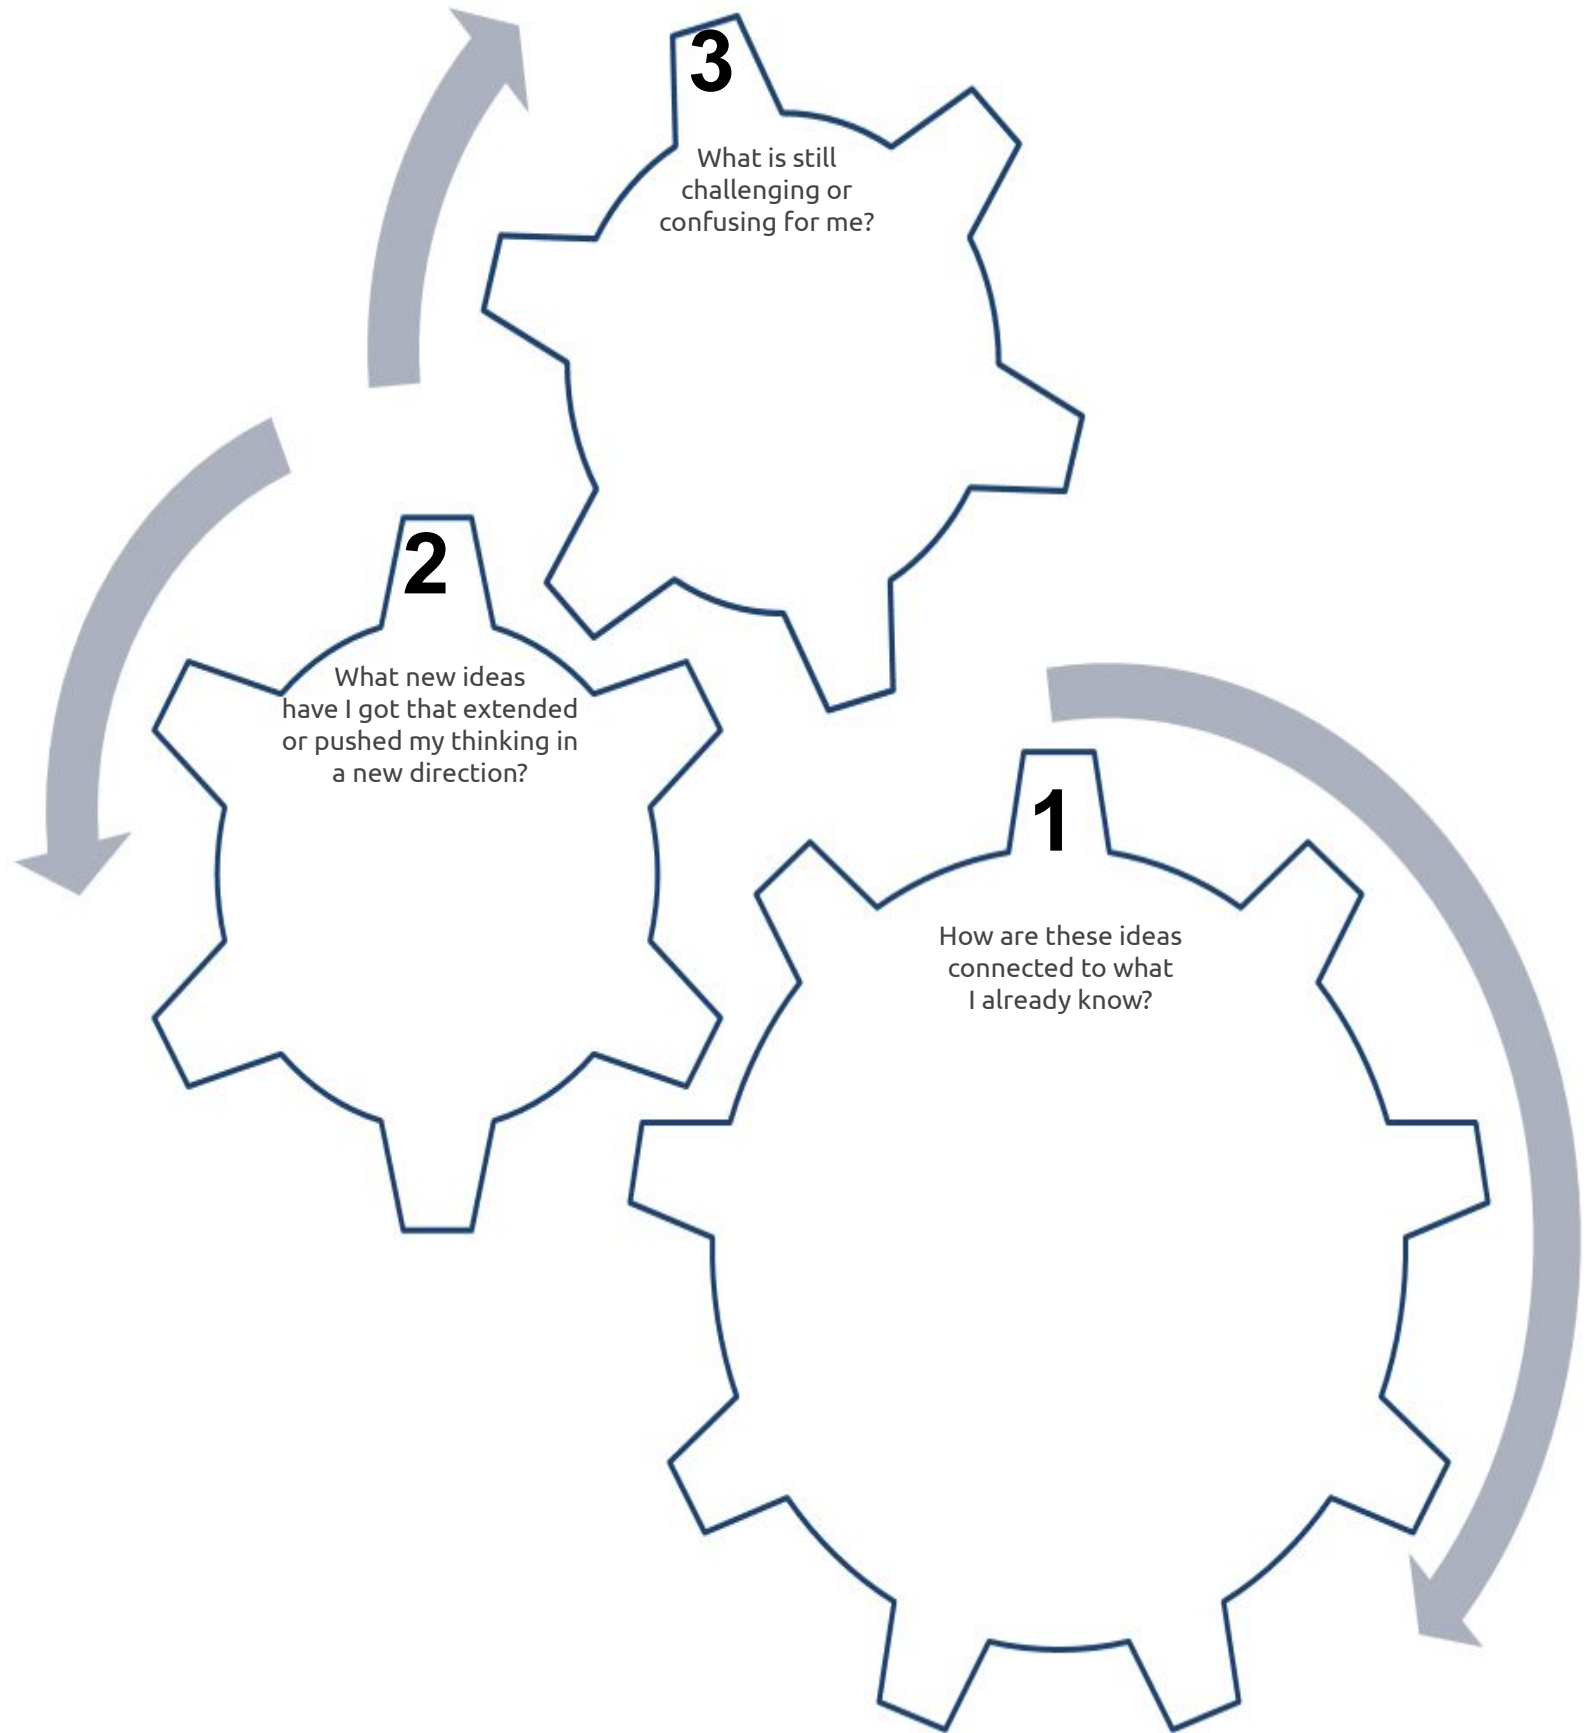 3
What is still
challenging or
confusing for me?
2
What new ideas
have I got that extended
or pushed my thinking in
a new direction?
1
How are these ideas
connected to what
I already know?